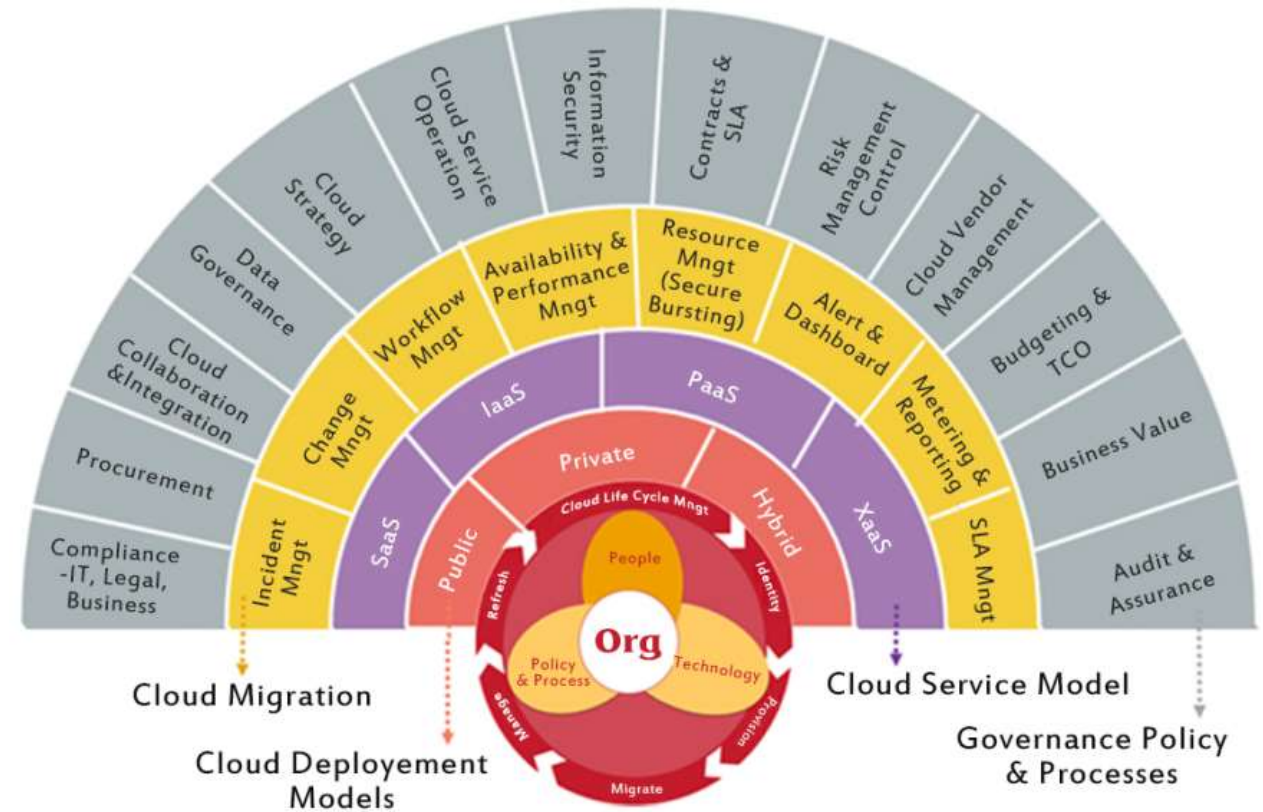 Compliance
-IT, Legal,
Business
Procurement
Cloud
Collaboration
&Integration
Data
Governance
Cloud
Strategy
Cloud Service
Operation
Information
Security
Contracts &
SLA
Risk
Management
Control
Cloud Vendor
Management
Budgeting &
TCO
Business Value
Audit &
Assurance
Incident
Mngt
Change
Mngt
Workflow
Mngt
Availability &
Performance
Mngt
Resource
Mngt
(Secure
Bursting)
Alert &
Dashboard
Metering &
Reporting
SLA Mngt
SaaS
IaaS
PaaS
XaaS
Public
Private
Hybrid
Cloud Life Cycle Mngt
Identity
Provision
Migrate
Manage
Refresh
People
Org
Policy
& Process
Technology
Cloud Migration
Cloud Deployement
Models
Cloud Service Model
Governance Policy
& Processes